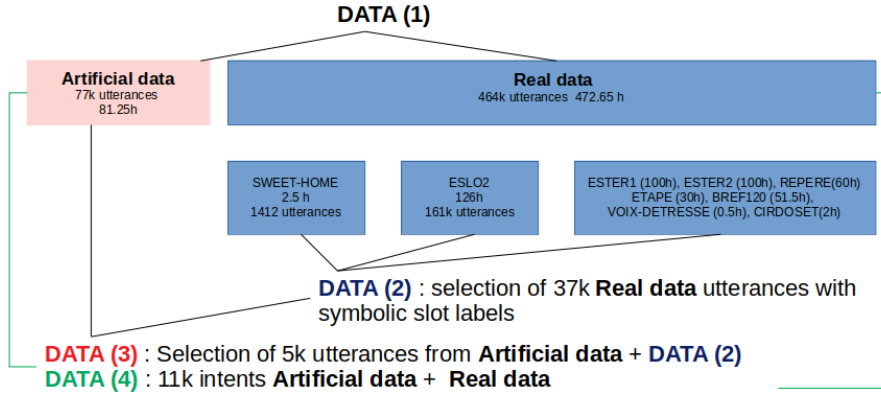 DATA (1)
Artificial data
77k utterances
81.25h
Real data
464k utterances 472.65 h
SWEET-HOME
2.5 h
1412 utterrances
ESLO2
126h
161k utterrances
ESTER1 (100h), ESTER2 (100h), REPERE(60h)
ETAPE (30h), BREF120 (51.5h),
VOIX-DETRESSE (0.5h), CIRDOSET(2h)
DATA (2) : selection of 37k Real data utterances with
symbolic slot labels
DATA (3) : Selection of 5k utterances from Artificial data + DATA (2)
DATA (4) : 11k intents Artificial data + Real data